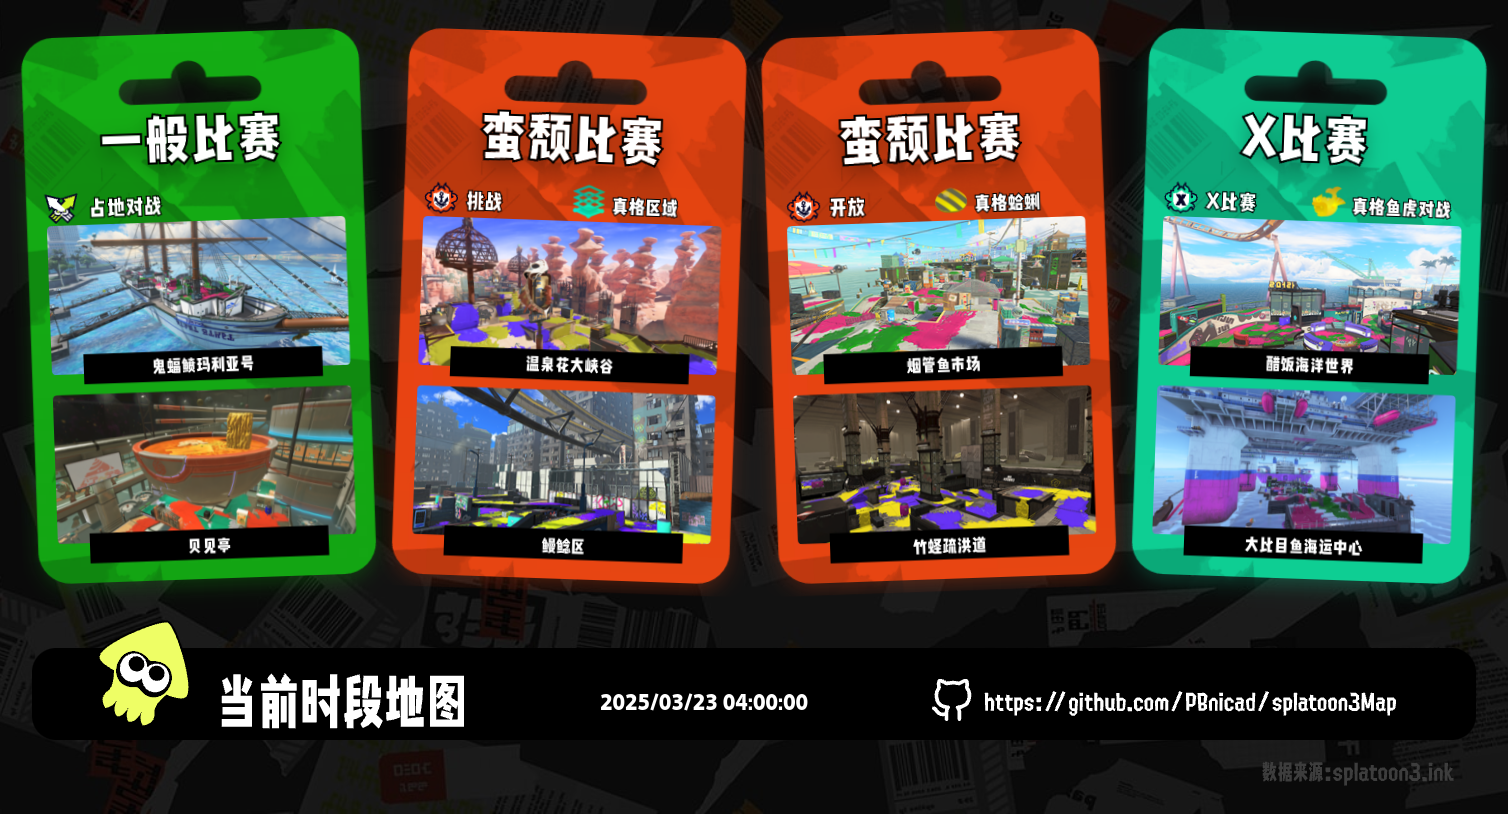 一般比赛
占地对战
鬼蝠鲼玛利亚号
贝见亭
蛮颓比赛
挑战
真格区域
温泉花大峡谷
鳗鲶区
蛮颓比赛
开放
真格蛤蜊
烟管鱼市场
竹蛏疏洪道
X比赛
X比赛
真格鱼虎对战
醋饭海洋世界
大比目鱼海运中心
当前时段地图
2025/03/23 04:00:00
https://github.com/PBnicad/splatoon3Map
数据来源:splatoon3.ink